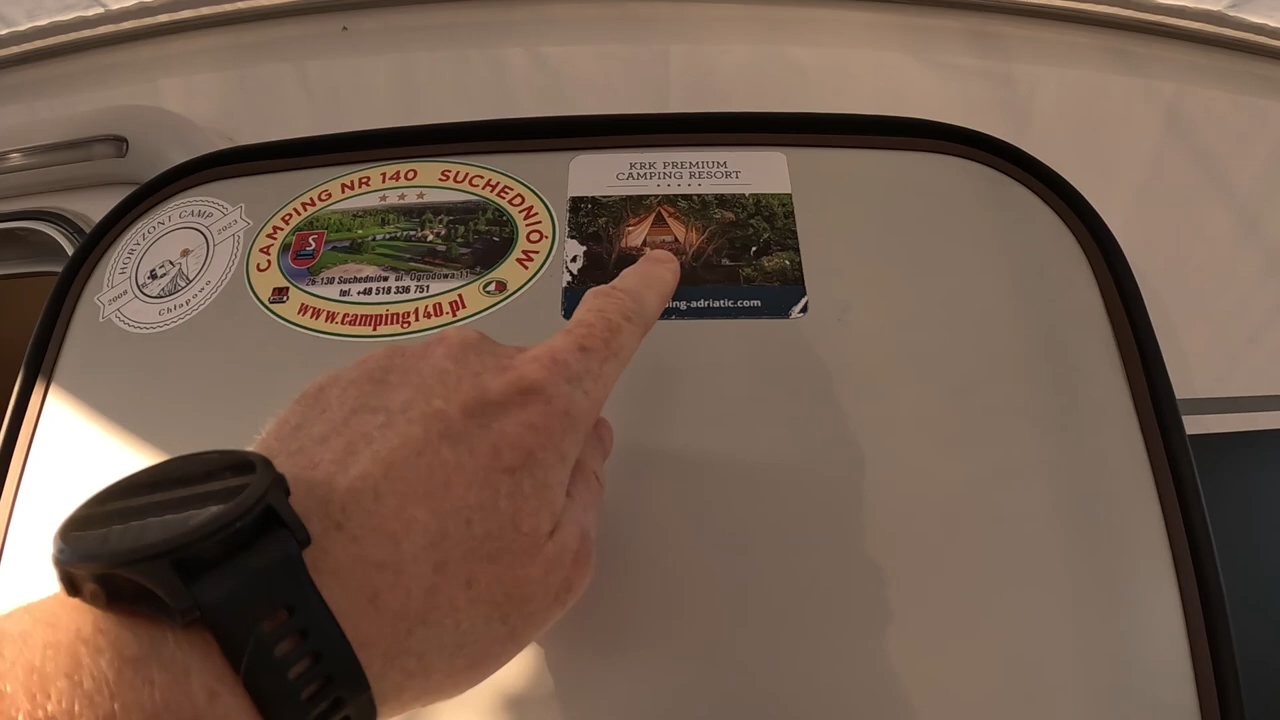 HORYZONT CAMP
2008
2023
Chłapowo
CAMPING NR 140 SUCHEDNIÓW
S
26-130 Suchedniów ul. Ogrodowa 11
tel. +48 518 336 751
www.camping140.pl
KRK PREMIUM
CAMPING RESORT
ing-adriatic.com